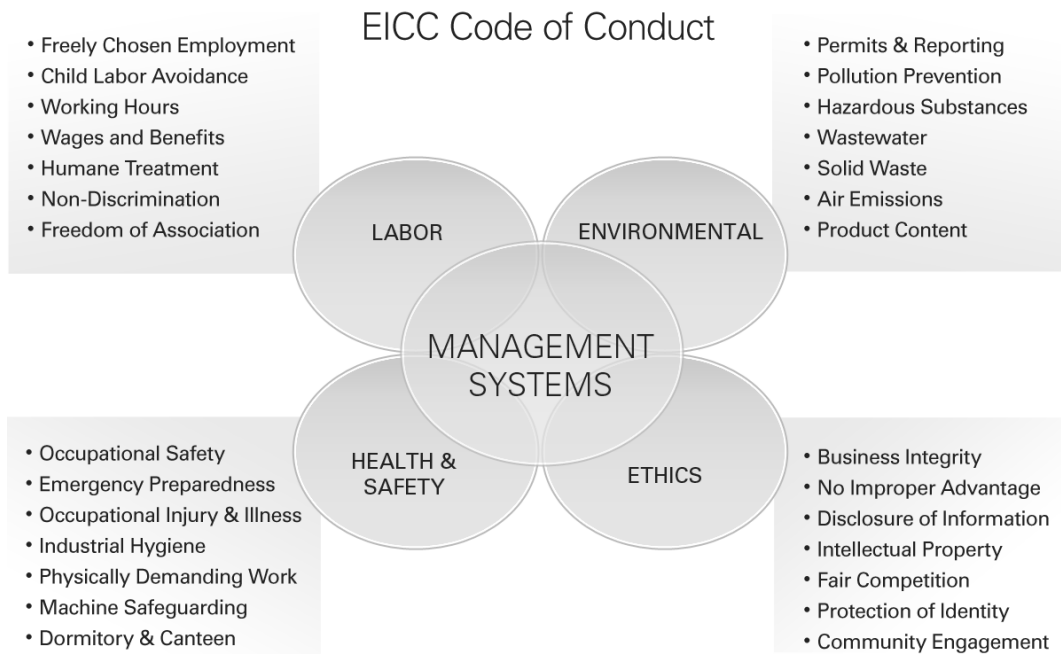 EICC Code of Conduct
• Freely Chosen Employment
• Child Labor Avoidance
• Working Hours
• Wages and Benefits
• Humane Treatment
• Non-Discrimination
• Freedom of Association
• Permits & Reporting
• Pollution Prevention
• Hazardous Substances
• Wastewater
• Solid Waste
• Air Emissions
• Product Content
LABOR
ENVIRONMENTAL
MANAGEMENT
SYSTEMS
HEALTH &
SAFETY
ETHICS
• Occupational Safety
• Emergency Preparedness
• Occupational Injury & Illness
• Industrial Hygiene
• Physically Demanding Work
• Machine Safeguarding
• Dormitory & Canteen
• Business Integrity
• No Improper Advantage
• Disclosure of Information
• Intellectual Property
• Fair Competition
• Protection of Identity
• Community Engagement